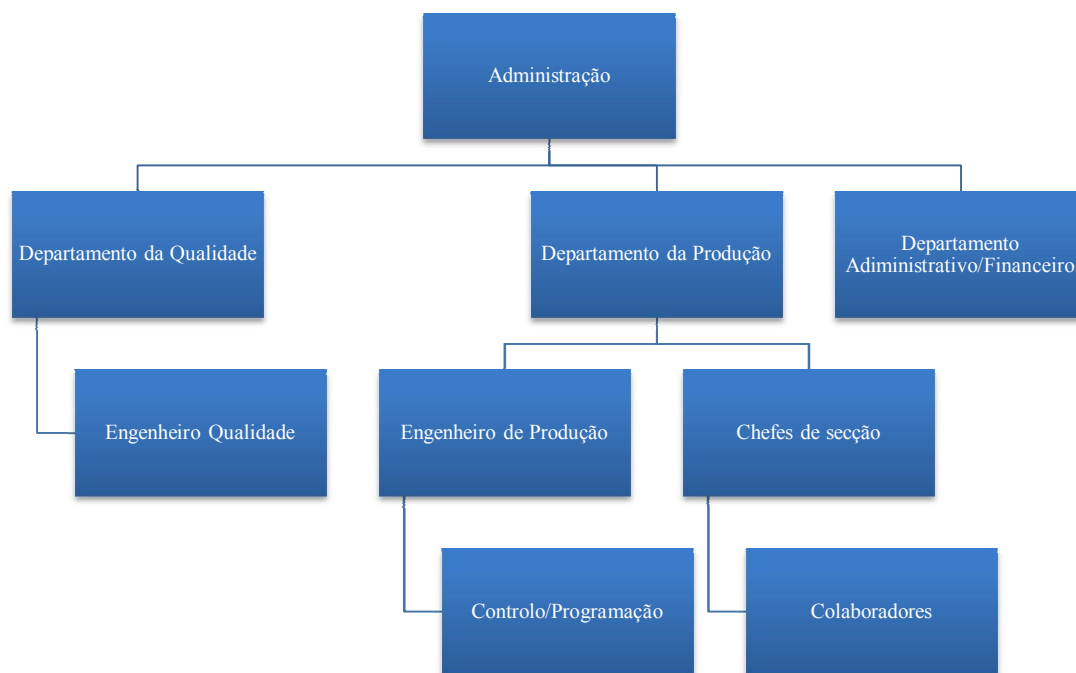 Administração
Departamento da Qualidade
Departamento da Produção
Departamento
Adiministrativo/Financeiro
Engenheiro Qualidade
Engenheiro de Produção
Chefes de secção
Controlo/Programação
Colaboradores